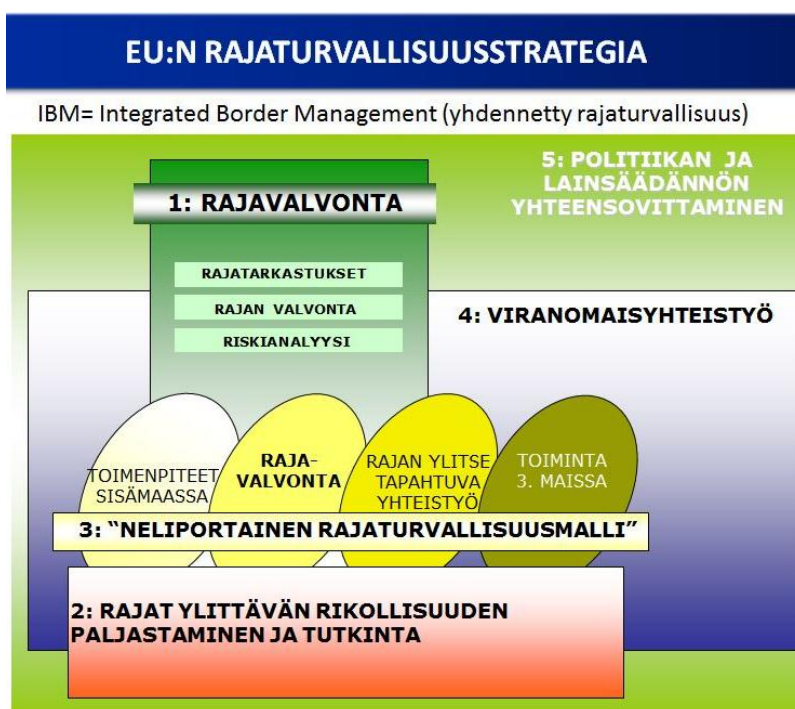 EU:N RAJATURVALLISUUSSTRATEGIA
IBM= Integrated Border Management (yhdennetty rajaturvallisuus)
5: POLITIIKAN JA
LAINSÄÄDÄNNÖN
YHTEENSOVITTAMINEN
1: RAJAVALVONTA
RAJATARKASTUKSET
RAJAN VALVONTA
RISKIANALYYSI
4: VIRANOMAISYHTEISTYÖ
TOIMENPITEET
SISÄMAASSA
RAJA-
VALVONTA
RAJAN YLITSE
TAPAHTUVA
YHTEISTYÖ
TOIMINTA
3. MAISSA
3: “NELIPORTAINEN RAJATURVALLISUUSMALLI”
2: RAJAT YLITTÄVÄN RIKOLLISUUDEN
PALJASTAMINEN JA TUTKINTA